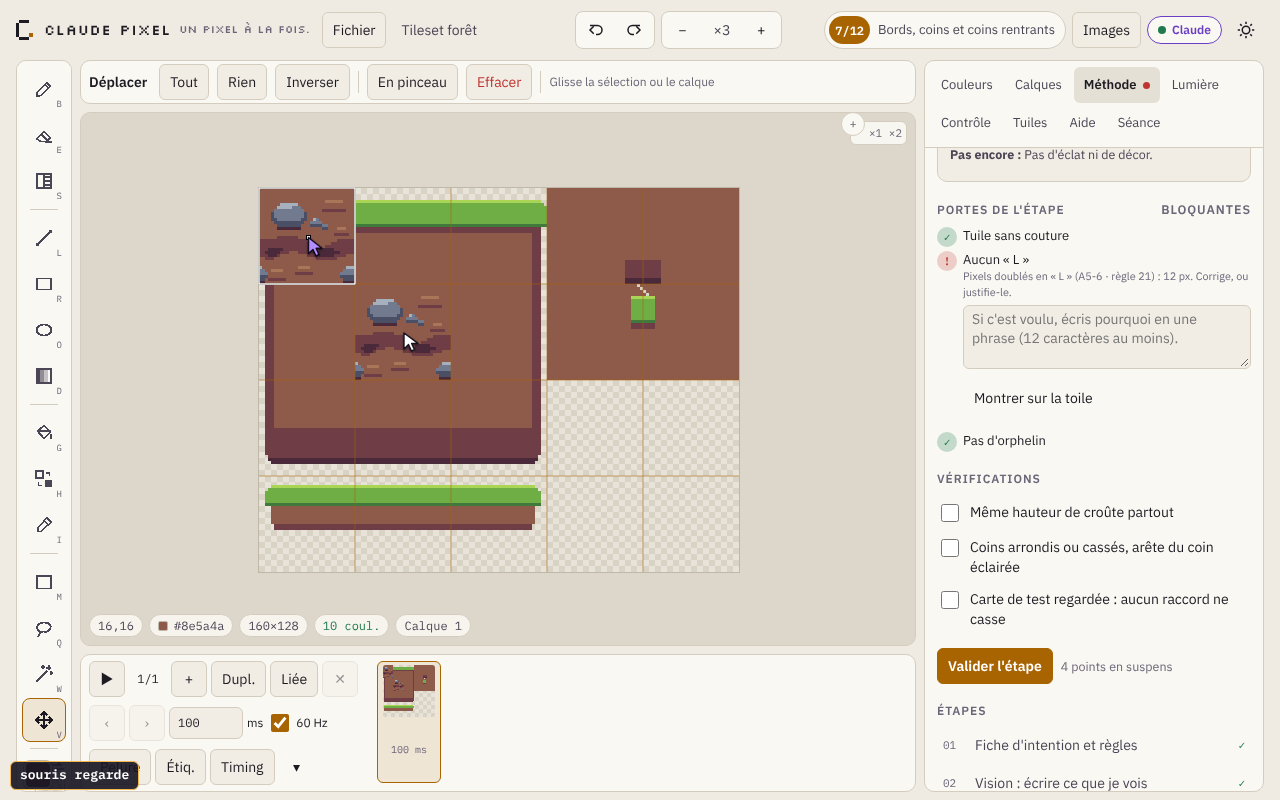 CLAUDE PIXEL UN PIXEL À LA FOIS. Fichier Tileset forêt − ×3 + 7/12 Bords, coins et coins rentrants Images Claude
Déplacer Tout Rien Inverser En pinceau Effacer Glisse la sélection ou le calque
B
E
S
L
R
O
D
G
H
I
M
Q
W
V
+ ×1 ×2
16,16 #8e5a4a 160×128 10 coul. Calque 1
1/1 + Dupl. Liée ✕
‹ › 100 ms 60 Hz
Étiq. Timing ▼
100 ms
souris regarde
Couleurs Calques Méthode Lumière
Contrôle Tuiles Aide Séance
Pas encore : Pas d'éclat ni de décor.
PORTES DE L'ÉTAPE BLOQUANTES
✓ Tuile sans couture
! Aucun « L »
Pixels doublés en « L » (A5-6 · règle 21) : 12 px. Corrige, ou
justifie-le.
Si c'est voulu, écris pourquoi en une
phrase (12 caractères au moins).
Montrer sur la toile
✓ Pas d'orphelin
VÉRIFICATIONS
Même hauteur de croûte partout
Coins arrondis ou cassés, arête du coin
éclairée
Carte de test regardée : aucun raccord ne
casse
Valider l'étape 4 points en suspens
ÉTAPES
01 Fiche d'intention et règles ✓
02 Vision : écrire ce que je vois ✓